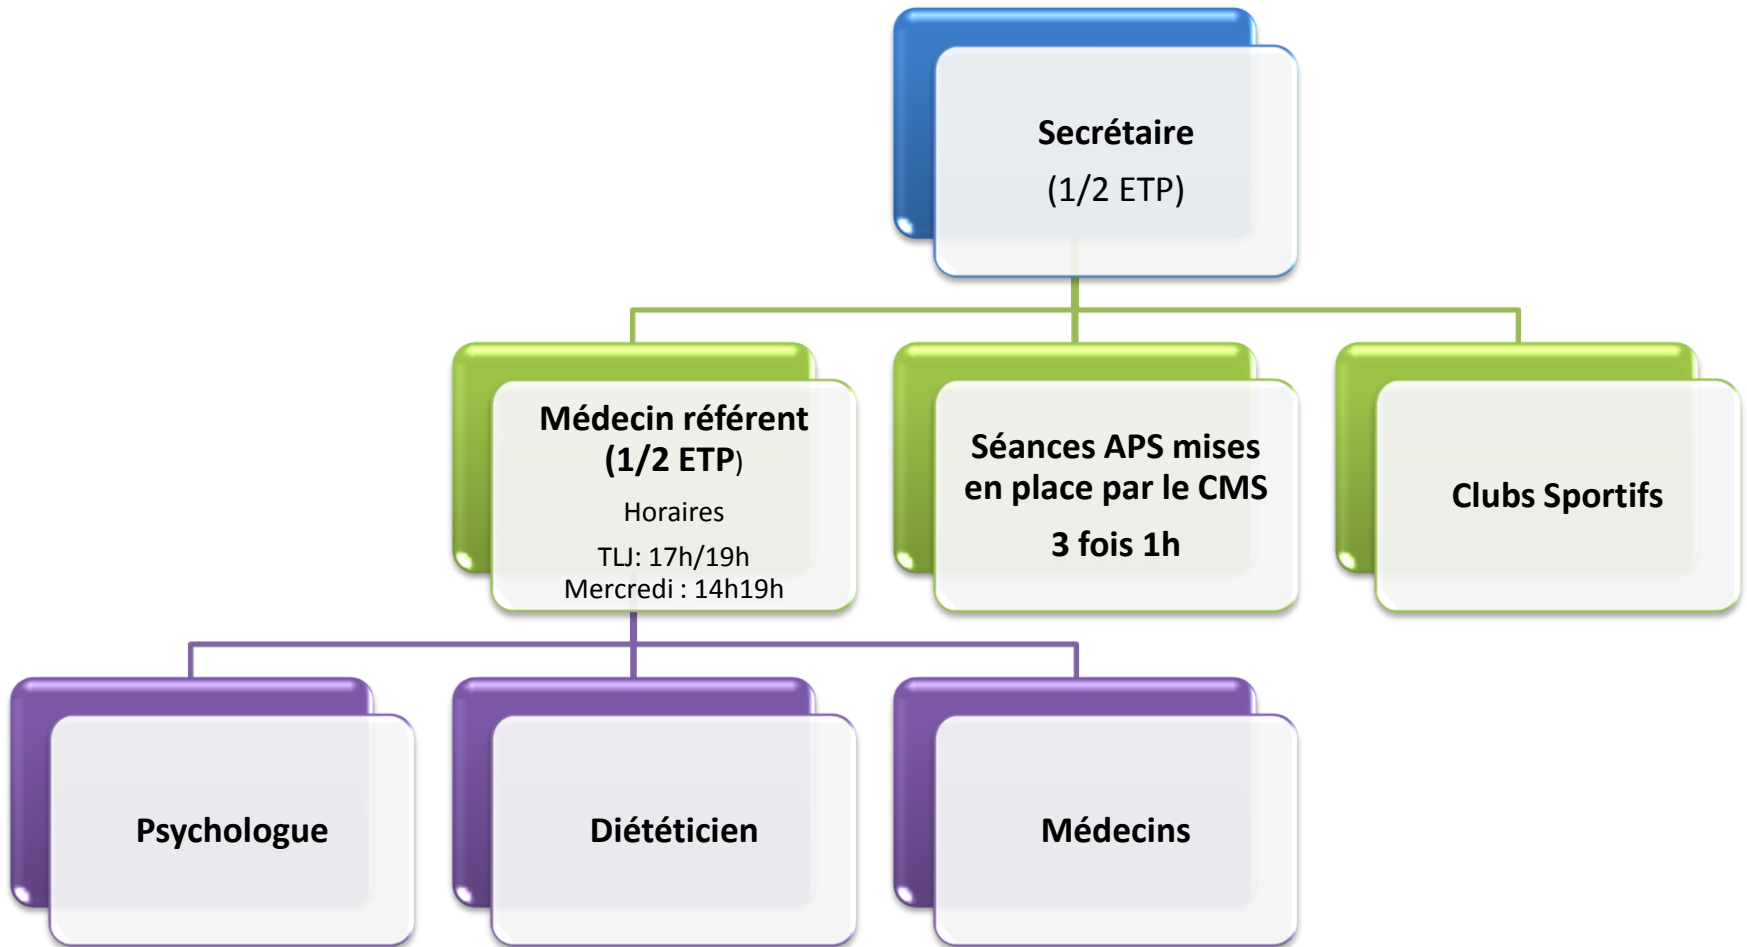 Secrétaire
(1/2 ETP)
Médecin référent
(1/2 ETP)
Horaires
TLJ: 17h/19h
Mercredi : 14h19h
Séances APS mises
en place par le CMS
3 fois 1h
Clubs Sportifs
Psychologue
Diététicien
Médecins